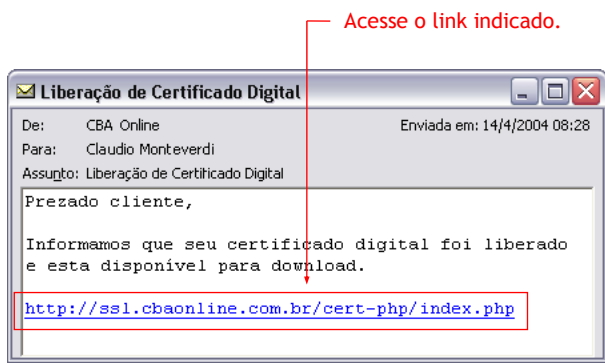 Acesse o link indicado.
Liberação de Certificado Digital
De: CBA Online Enviada em: 14/4/2004 08:28
Para: Claudio Monteverdi
Assunto: Liberação de Certificado Digital
Prezado cliente,
Informamos que seu certificado digital foi liberado
e esta disponível para download.
http://ssl.cbaonline.com.br/cert-php/index.php